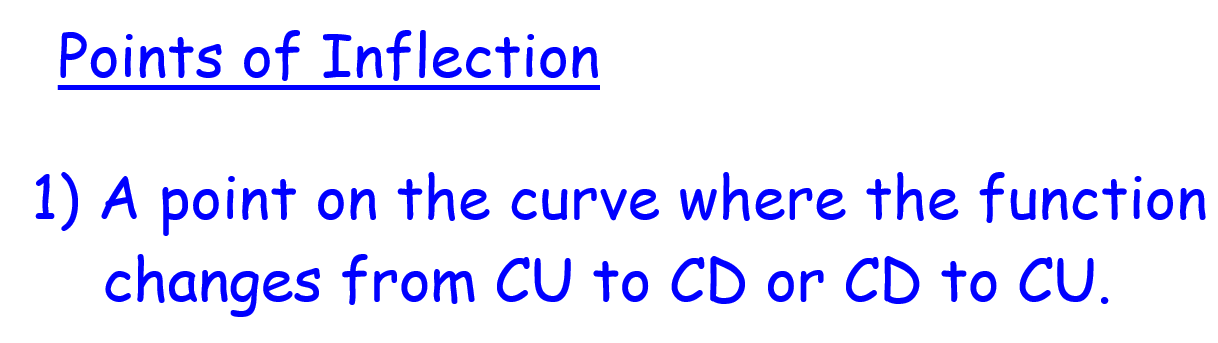 Points of Inflection
1) A point on the curve where the function
changes from CU to CD or CD to CU.